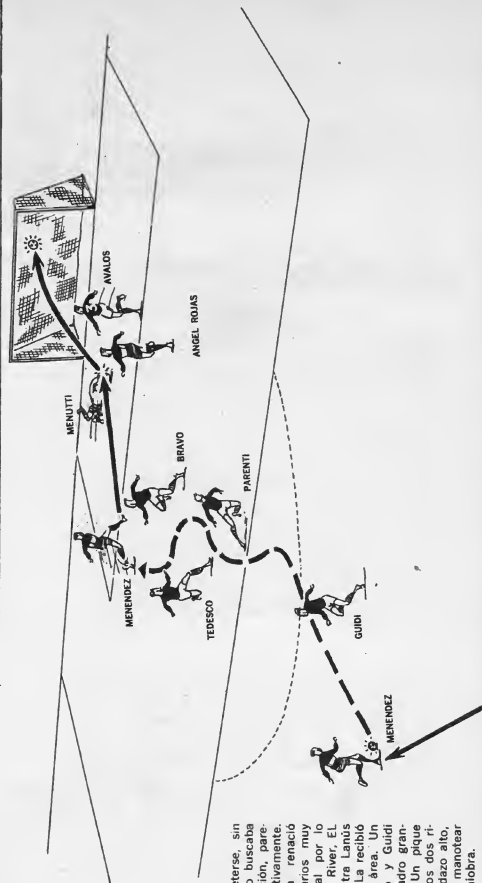 MENUTTI
AVALOS
ANGEL ROJAS
BRAVO
MENENDEZ
PARENTI
TEDESCO
GUIDI
MENENDEZ
eterse, sin
o buscaba
ión, pare-
tivamente.
renació
rios muy
al por lo
River, EL
tra Lanús
La recibió
área. Un
o y Guidi
dro gran-
Un pique
os dos ri-
dazo alto,
manotear
iobra.